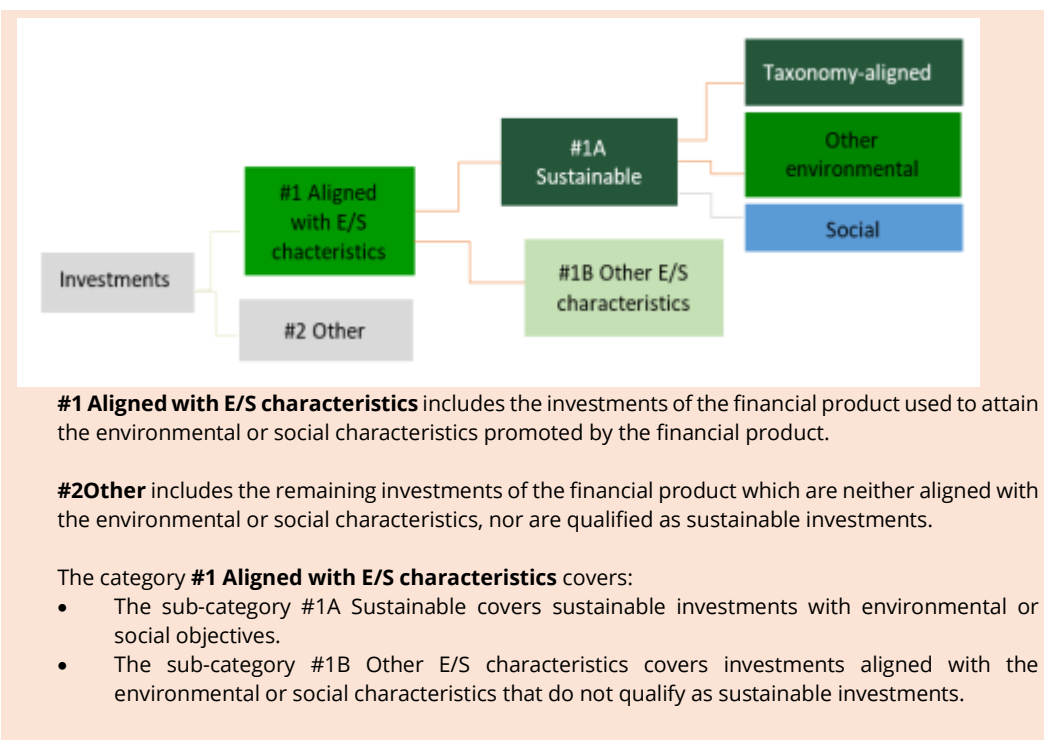 Taxonomy-aligned
Other
environmental
Social
#1A
Sustainable
#1 Aligned
with E/S
chacteristics
#1B Other E/S
characteristics
Investments
#2 Other
#1 Aligned with E/S characteristics includes the investments of the financial product used to attain
the environmental or social characteristics promoted by the financial product.
#2Other includes the remaining investments of the financial product which are neither aligned with
the environmental or social characteristics, nor are qualified as sustainable investments.
The category #1 Aligned with E/S characteristics covers:
• The sub-category #1A Sustainable covers sustainable investments with environmental or
social objectives.
• The sub-category #1B Other E/S characteristics covers investments aligned with the
environmental or social characteristics that do not qualify as sustainable investments.